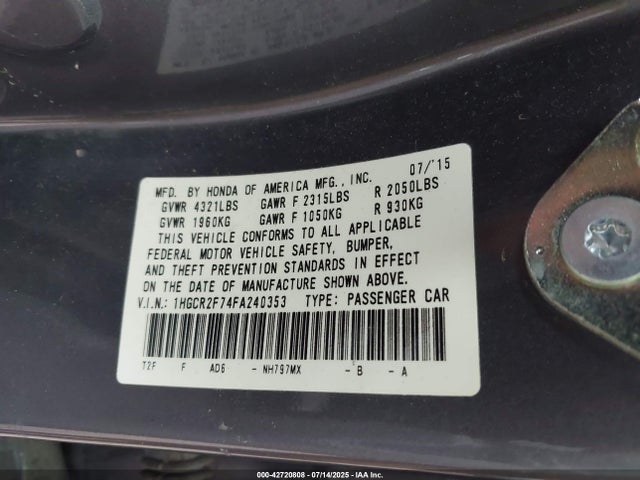 MFD. BY HONDA OF AMERICA MFG., INC. 07/'15
GVWR 4321LBS GAWR F 2315LBS R 2050LBS
GVWR 1960KG GAWR F 1050KG R 930KG
THIS VEHICLE CONFORMS TO ALL APPLICABLE
FEDERAL MOTOR VEHICLE SAFETY, BUMPER,
AND THEFT PREVENTION STANDARDS IN EFFECT
ON THE DATE OF MANUFACTURE SHOWN ABOVE.
V.I.N.: 1HGCR2F74FA240353 TYPE: PASSENGER CAR
T2F F AD6 - NH797MX - B - A
000-42720808 - 07/14/2025 - IAA Inc.